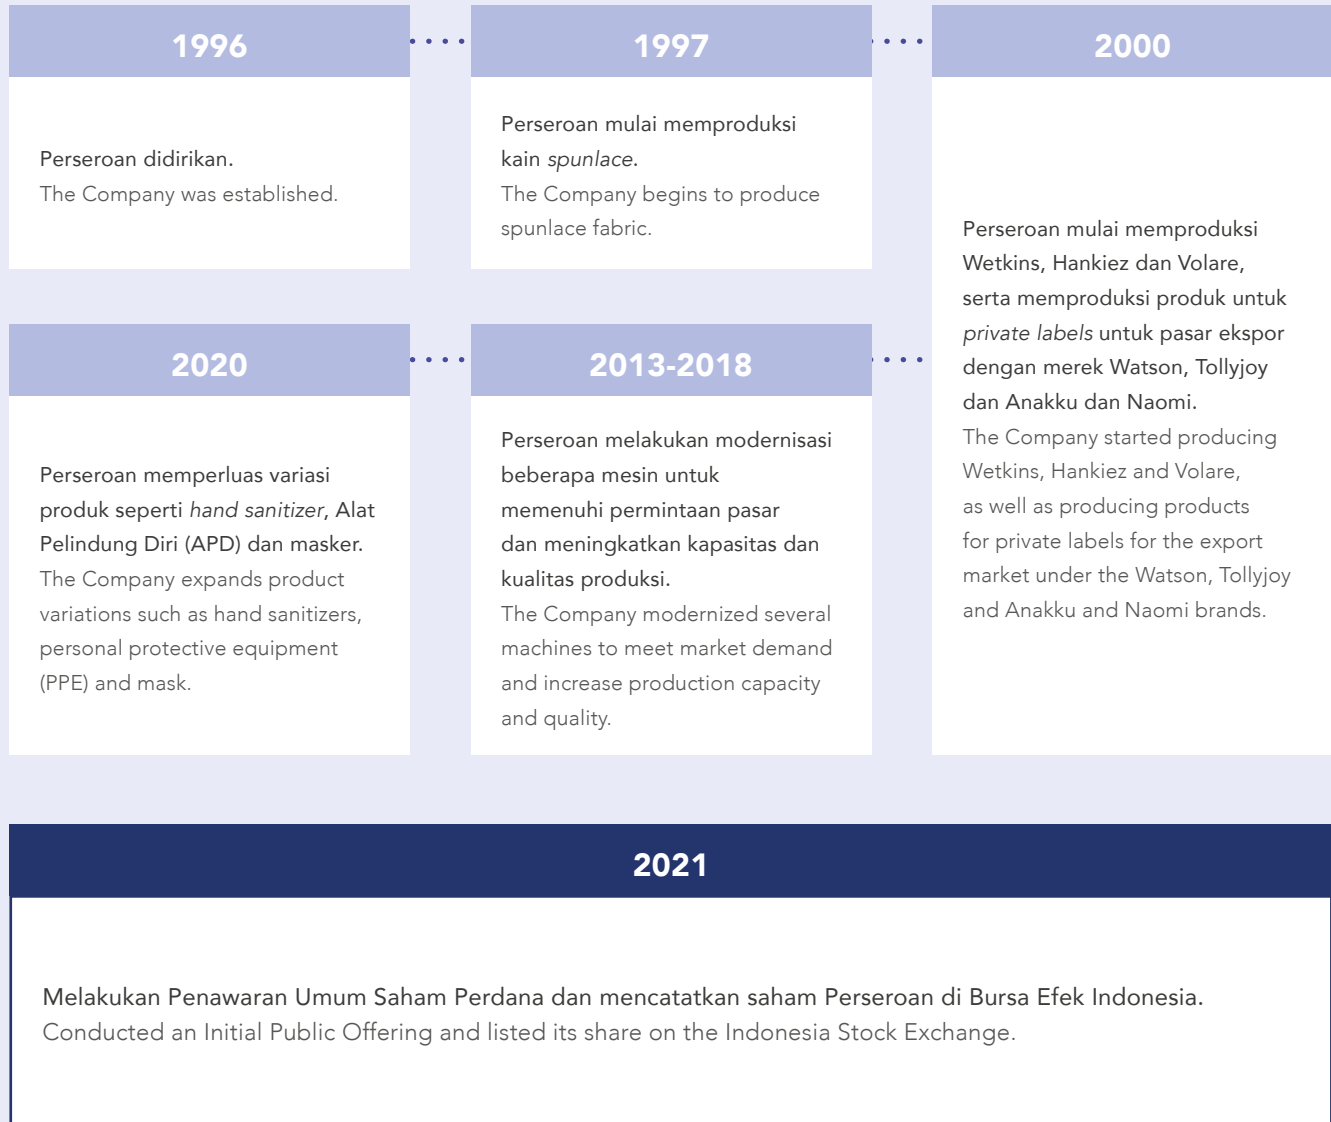 1996
Perseroan didirikan.
The Company was established.
1997
Perseroan mulai memproduksi
kain spunlace.
The Company begins to produce
spunlace fabric.
2000
Perseroan mulai memproduksi
Wetkins, Hankiez dan Volare,
serta memproduksi produk untuk
private labels untuk pasar ekspor
dengan merek Watson, Tollyjoy
dan Anakku dan Naomi.
The Company started producing
Wetkins, Hankiez and Volare,
as well as producing products
for private labels for the export
market under the Watson, Tollyjoy
and Anakku and Naomi brands.
2013-2018
Perseroan melakukan modernisasi
beberapa mesin untuk
memenuhi permintaan pasar
dan meningkatkan kapasitas dan
kualitas produksi.
The Company modernized several
machines to meet market demand
and increase production capacity
and quality.
2020
Perseroan memperluas variasi
produk seperti hand sanitizer, Alat
Pelindung Diri (APD) dan masker.
The Company expands product
variations such as hand sanitizers,
personal protective equipment
(PPE) and mask.
2021
Melakukan Penawaran Umum Saham Perdana dan mencatatkan saham Perseroan di Bursa Efek Indonesia.
Conducted an Initial Public Offering and listed its share on the Indonesia Stock Exchange.